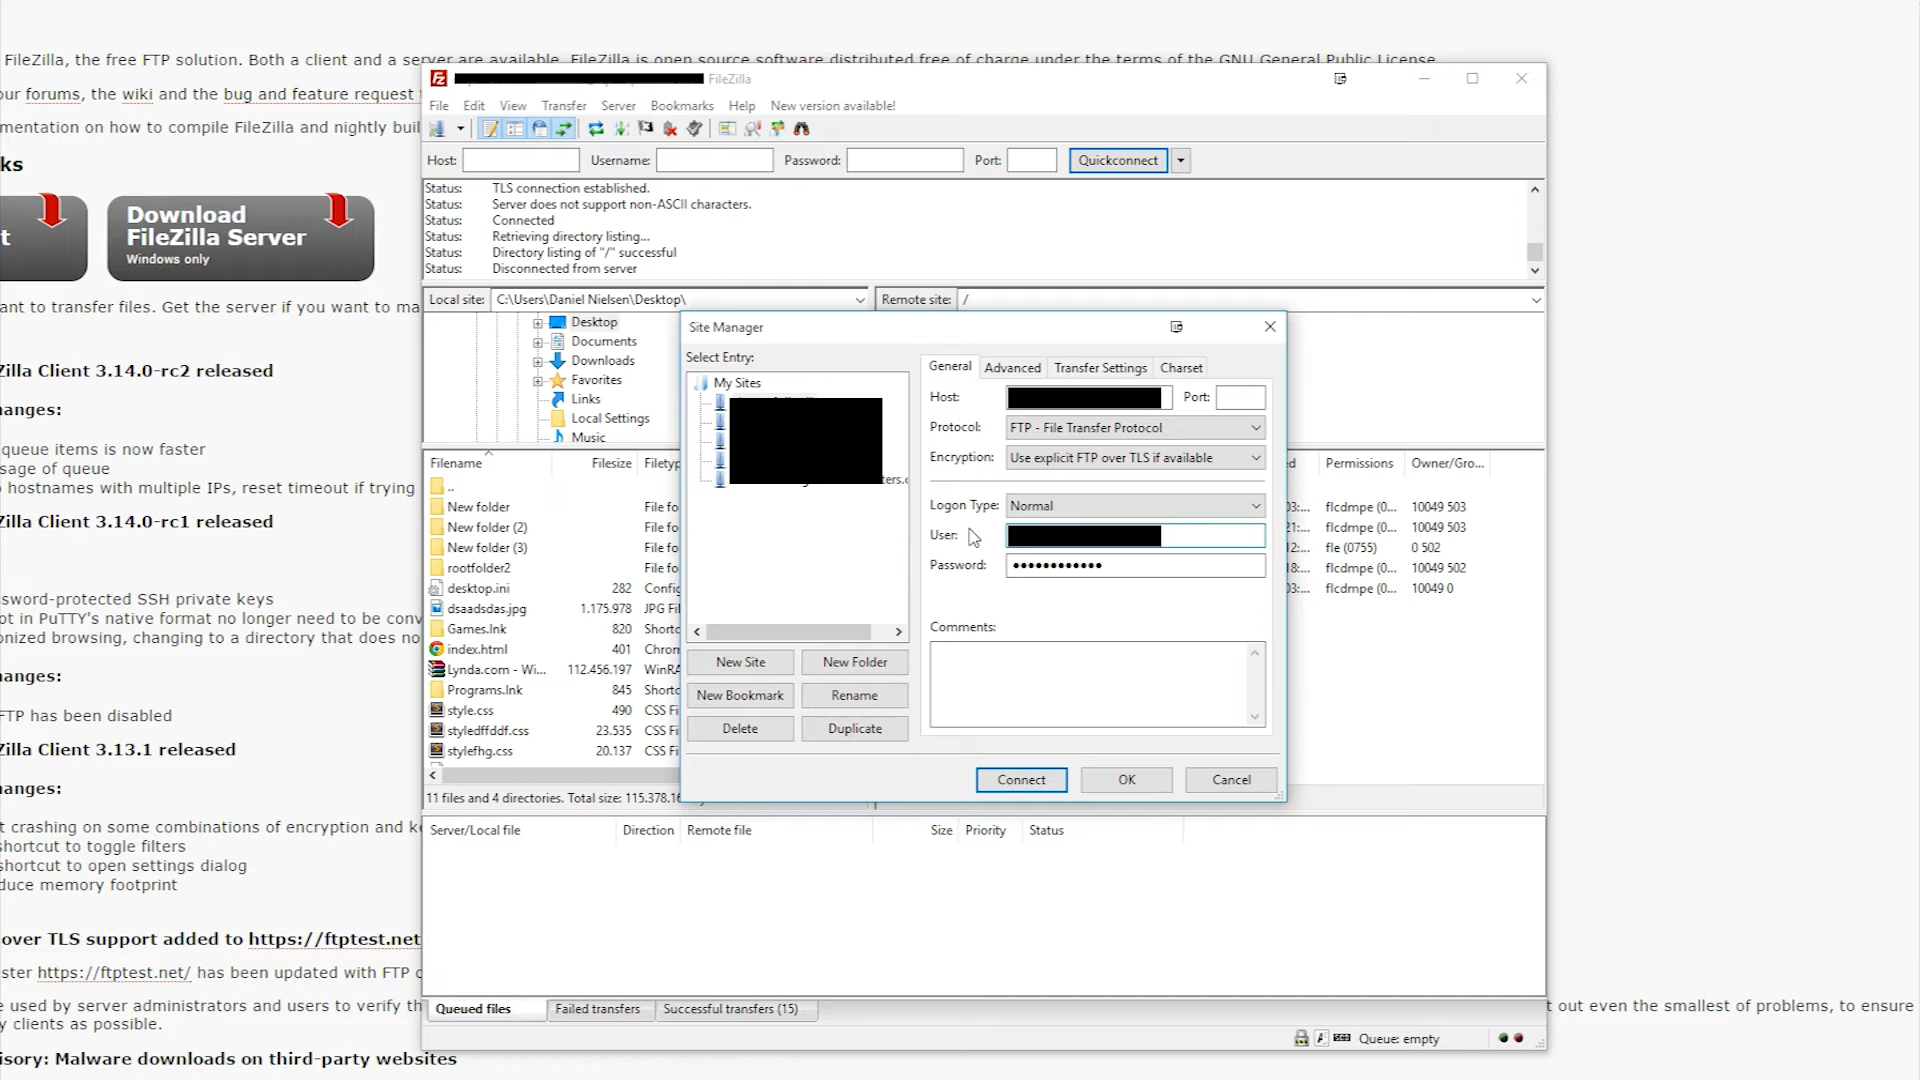 FileZilla, the free FTP solution. Both a client and a server are available. FileZilla is open source software distributed free of charge under the terms of the GNU General Public License
our forums, the wiki and the bug and feature request
mentation on how to compile FileZilla and nightly buil
ks
t
Download
FileZilla Server
Windows only
ant to transfer files. Get the server if you want to ma
Zilla Client 3.14.0-rc2 released
hanges:
queue items is now faster
sage of queue
hostnames with multiple IPs, reset timeout if trying
Zilla Client 3.14.0-rc1 released
sword-protected SSH private keys
ot in PuTTY's native format no longer need to be conv
onized browsing, changing to a directory that does no
hanges:
FTP has been disabled
Zilla Client 3.13.1 released
hanges:
t crashing on some combinations of encryption and ke
shortcut to toggle filters
shortcut to open settings dialog
duce memory footprint
over TLS support added to https://ftptest.net
ster https://ftptest.net/ has been updated with FTP
e used by server administrators and users to verify th
t out even the smallest of problems, to ensure
y clients as possible.
isory: Malware downloads on third-party websites
FileZilla
File Edit View Transfer Server Bookmarks Help New version available!
Host: Username: Password: Port: Quickconnect
Status: TLS connection established.
Status: Server does not support non-ASCII characters.
Status: Connected
Status: Retrieving directory listing...
Status: Directory listing of "/" successful
Status: Disconnected from server
Local site: C:\Users\Daniel Nielsen\Desktop\ Remote site: /
Desktop
Documents
Downloads
Favorites
Links
Local Settings
Music
Filename Filesize Filetyp
..
New folder File fo
New folder (2) File fo
New folder (3) File fo
rootfolder2 File fo
desktop.ini 282 Config
dsaadsdas.jpg 1.175.978 JPG Fil
Games.lnk 820 Shortc
index.html 401 Chrom
Lynda.com - Wi... 112.456.197 WinRA
Programs.lnk 845 Shortc
style.css 490 CSS Fi
styledffddf.css 23.535 CSS Fi
stylefhg.css 20.137 CSS Fi
11 files and 4 directories. Total size: 115.378.16
Site Manager
Select Entry:
My Sites
ters.c
New Site New Folder
New Bookmark Rename
Delete Duplicate
General Advanced Transfer Settings Charset
Host: Port:
Protocol: FTP - File Transfer Protocol
Encryption: Use explicit FTP over TLS if available
Logon Type: Normal
User:
Password: ••••••••••••
Comments:
Connect OK Cancel
ed Permissions Owner/Gro...
03:... flcdmpe (0... 10049 503
21:... flcdmpe (0... 10049 503
12:... fle (0755) 0 502
18:... flcdmpe (0... 10049 502
03:... flcdmpe (0... 10049 0
Server/Local file Direction Remote file Size Priority Status
Queued files Failed transfers Successful transfers (15)
Queue: empty